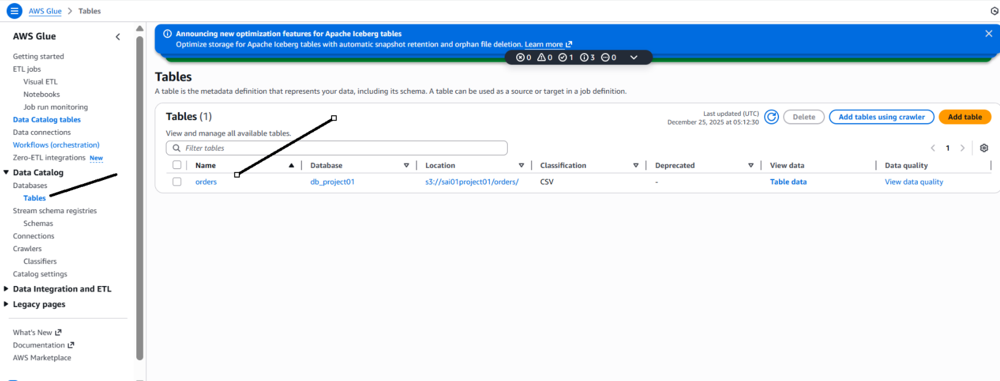 AWS Glue > Tables
AWS Glue
Getting started
ETL jobs
Visual ETL
Notebooks
Job run monitoring
Data Catalog tables
Data connections
Workflows (orchestration)
Zero-ETL integrations New
Data Catalog
Databases
Tables
Stream schema registries
Schemas
Connections
Crawlers
Classifiers
Catalog settings
Data Integration and ETL
Legacy pages
What's New
Documentation
AWS Marketplace
Announcing new optimization features for Apache Iceberg tables
Optimize storage for Apache Iceberg tables with automatic snapshot retention and orphan file deletion. Learn more
0 0 1 3 0
Tables
A table is the metadata definition that represents your data, including its schema. A table can be used as a source or target in a job definition.
Tables (1)
View and manage all available tables.
Last updated (UTC)
December 25, 2025 at 05:12:30
Delete
Add tables using crawler
Add table
Filter tables
1
Name Database Location Classification Deprecated View data Data quality
orders db_project01 s3://sai01project01/orders/ CSV - Table data View data quality